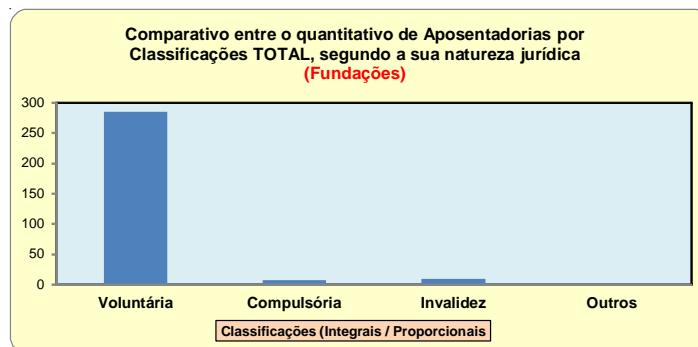 Comparativo entre o quantitativo de Aposentadorias por
Classificações TOTAL, segundo a sua natureza jurídica
(Fundações)
300
250
200
150
100
50
0
Voluntária Compulsória Invalidez Outros
Classificações (Integrais / Proporcionais